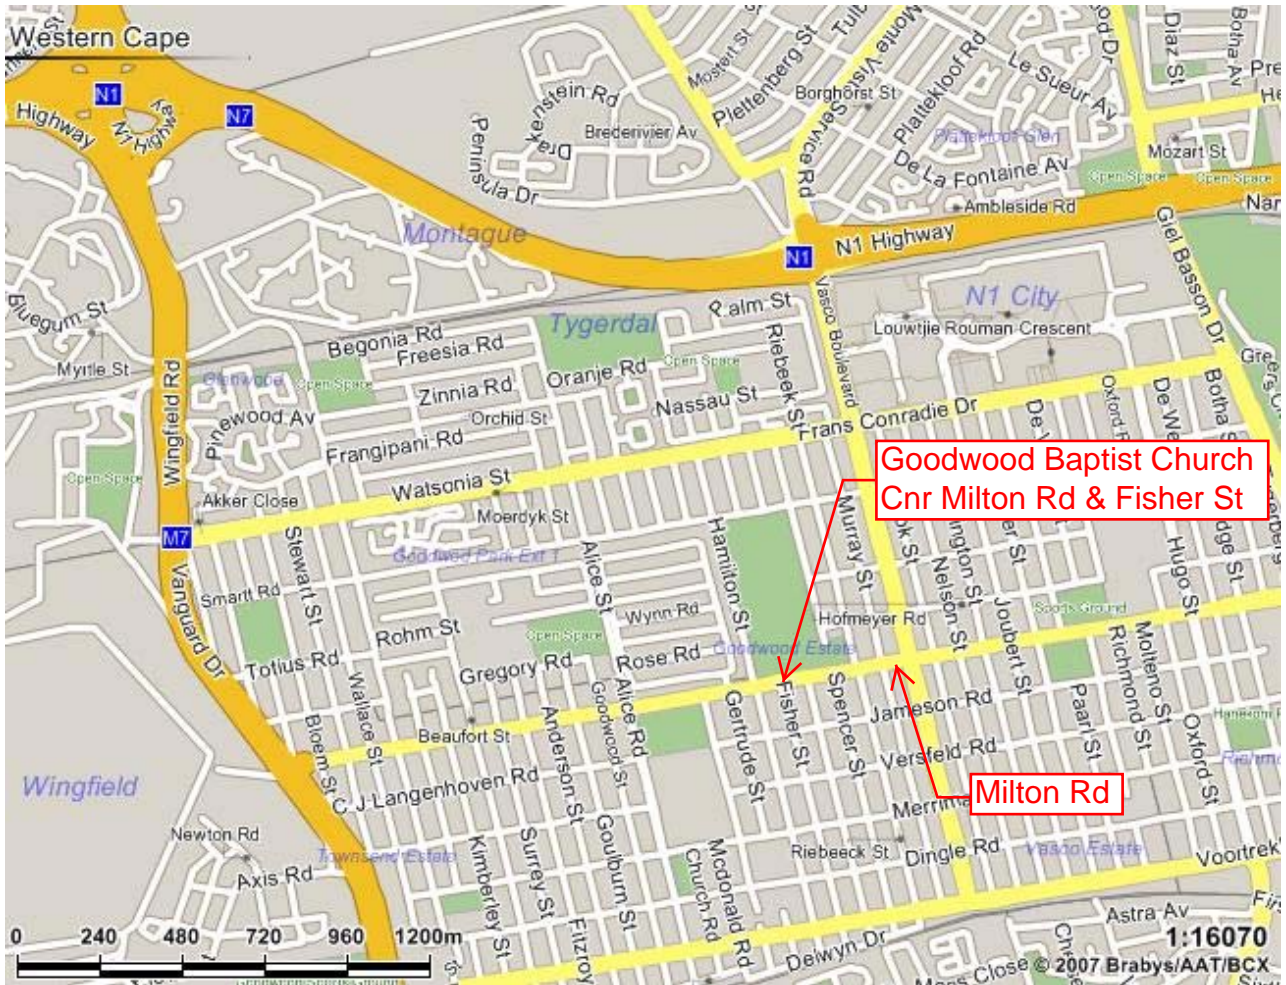 Western Cape
N1
N7
Highway
N1 Highway
Drakenstein Rd
Brederivier Av
Peninsula Dr
Mostert St
Plettenberg St
Monte Vista
Service Rd
Borghorst St
Plattekloof Rd
Le Sueur Av
Plattekloof Glen
De La Fontaine Av
Diaz St
Botha Av
Mozart St
Open Space
Open Space
Ambleside Rd
Montague
N1 Highway
N1
Giel Basson Dr
N1 City
Louwtjie Rouman Crescent
Bluegum St
Myrtle St
Wingfield Rd
Begonia Rd
Freesia Rd
Tygerdal
Palm St
Riebeek St
Vasco Boulevard
Glenwood
Open Space
Zinnia Rd
Oranje Rd
Open Space
Orchid St
Nassau St
Pinewood Av
Frangipani Rd
Frans Conradie Dr
Open Space
Watsonia St
Akker Close
Moerdyk St
M7
Goodwood Baptist Church
Cnr Milton Rd & Fisher St
Stewart St
Goodwood Park Ext 1
Alice St
Hamilton St
Murray St
Nelson St
Joubert St
Hugo St
Smartt Rd
Vanguard Dr
Wynn Rd
Hofmeyer Rd
Sports Ground
Rohm St
Open Space
Goodwood Estate
Totius Rd
Gregory Rd
Rose Rd
Wallace St
Bloem St
Beaufort St
Anderson St
Goodwood St
Alice Rd
Gertrude St
Fisher St
Spencer St
Jameson Rd
Versfeld Rd
Paarl St
Richmond St
Molteno St
Oxford St
Wingfield
C J Langenhoven Rd
Milton Rd
Newton Rd
Axis Rd
Townsend Estate
Kimberley St
Surrey St
Goulburn St
Church Rd
Mcdonald Rd
Riebeeck St
Dingle Rd
Vasco Estate
Voortrek
Fitzroy
Deiwyn Dr
Astra Av
0 240 480 720 960 1200m
1:16070
© 2007 Brabys/AAT/BCX